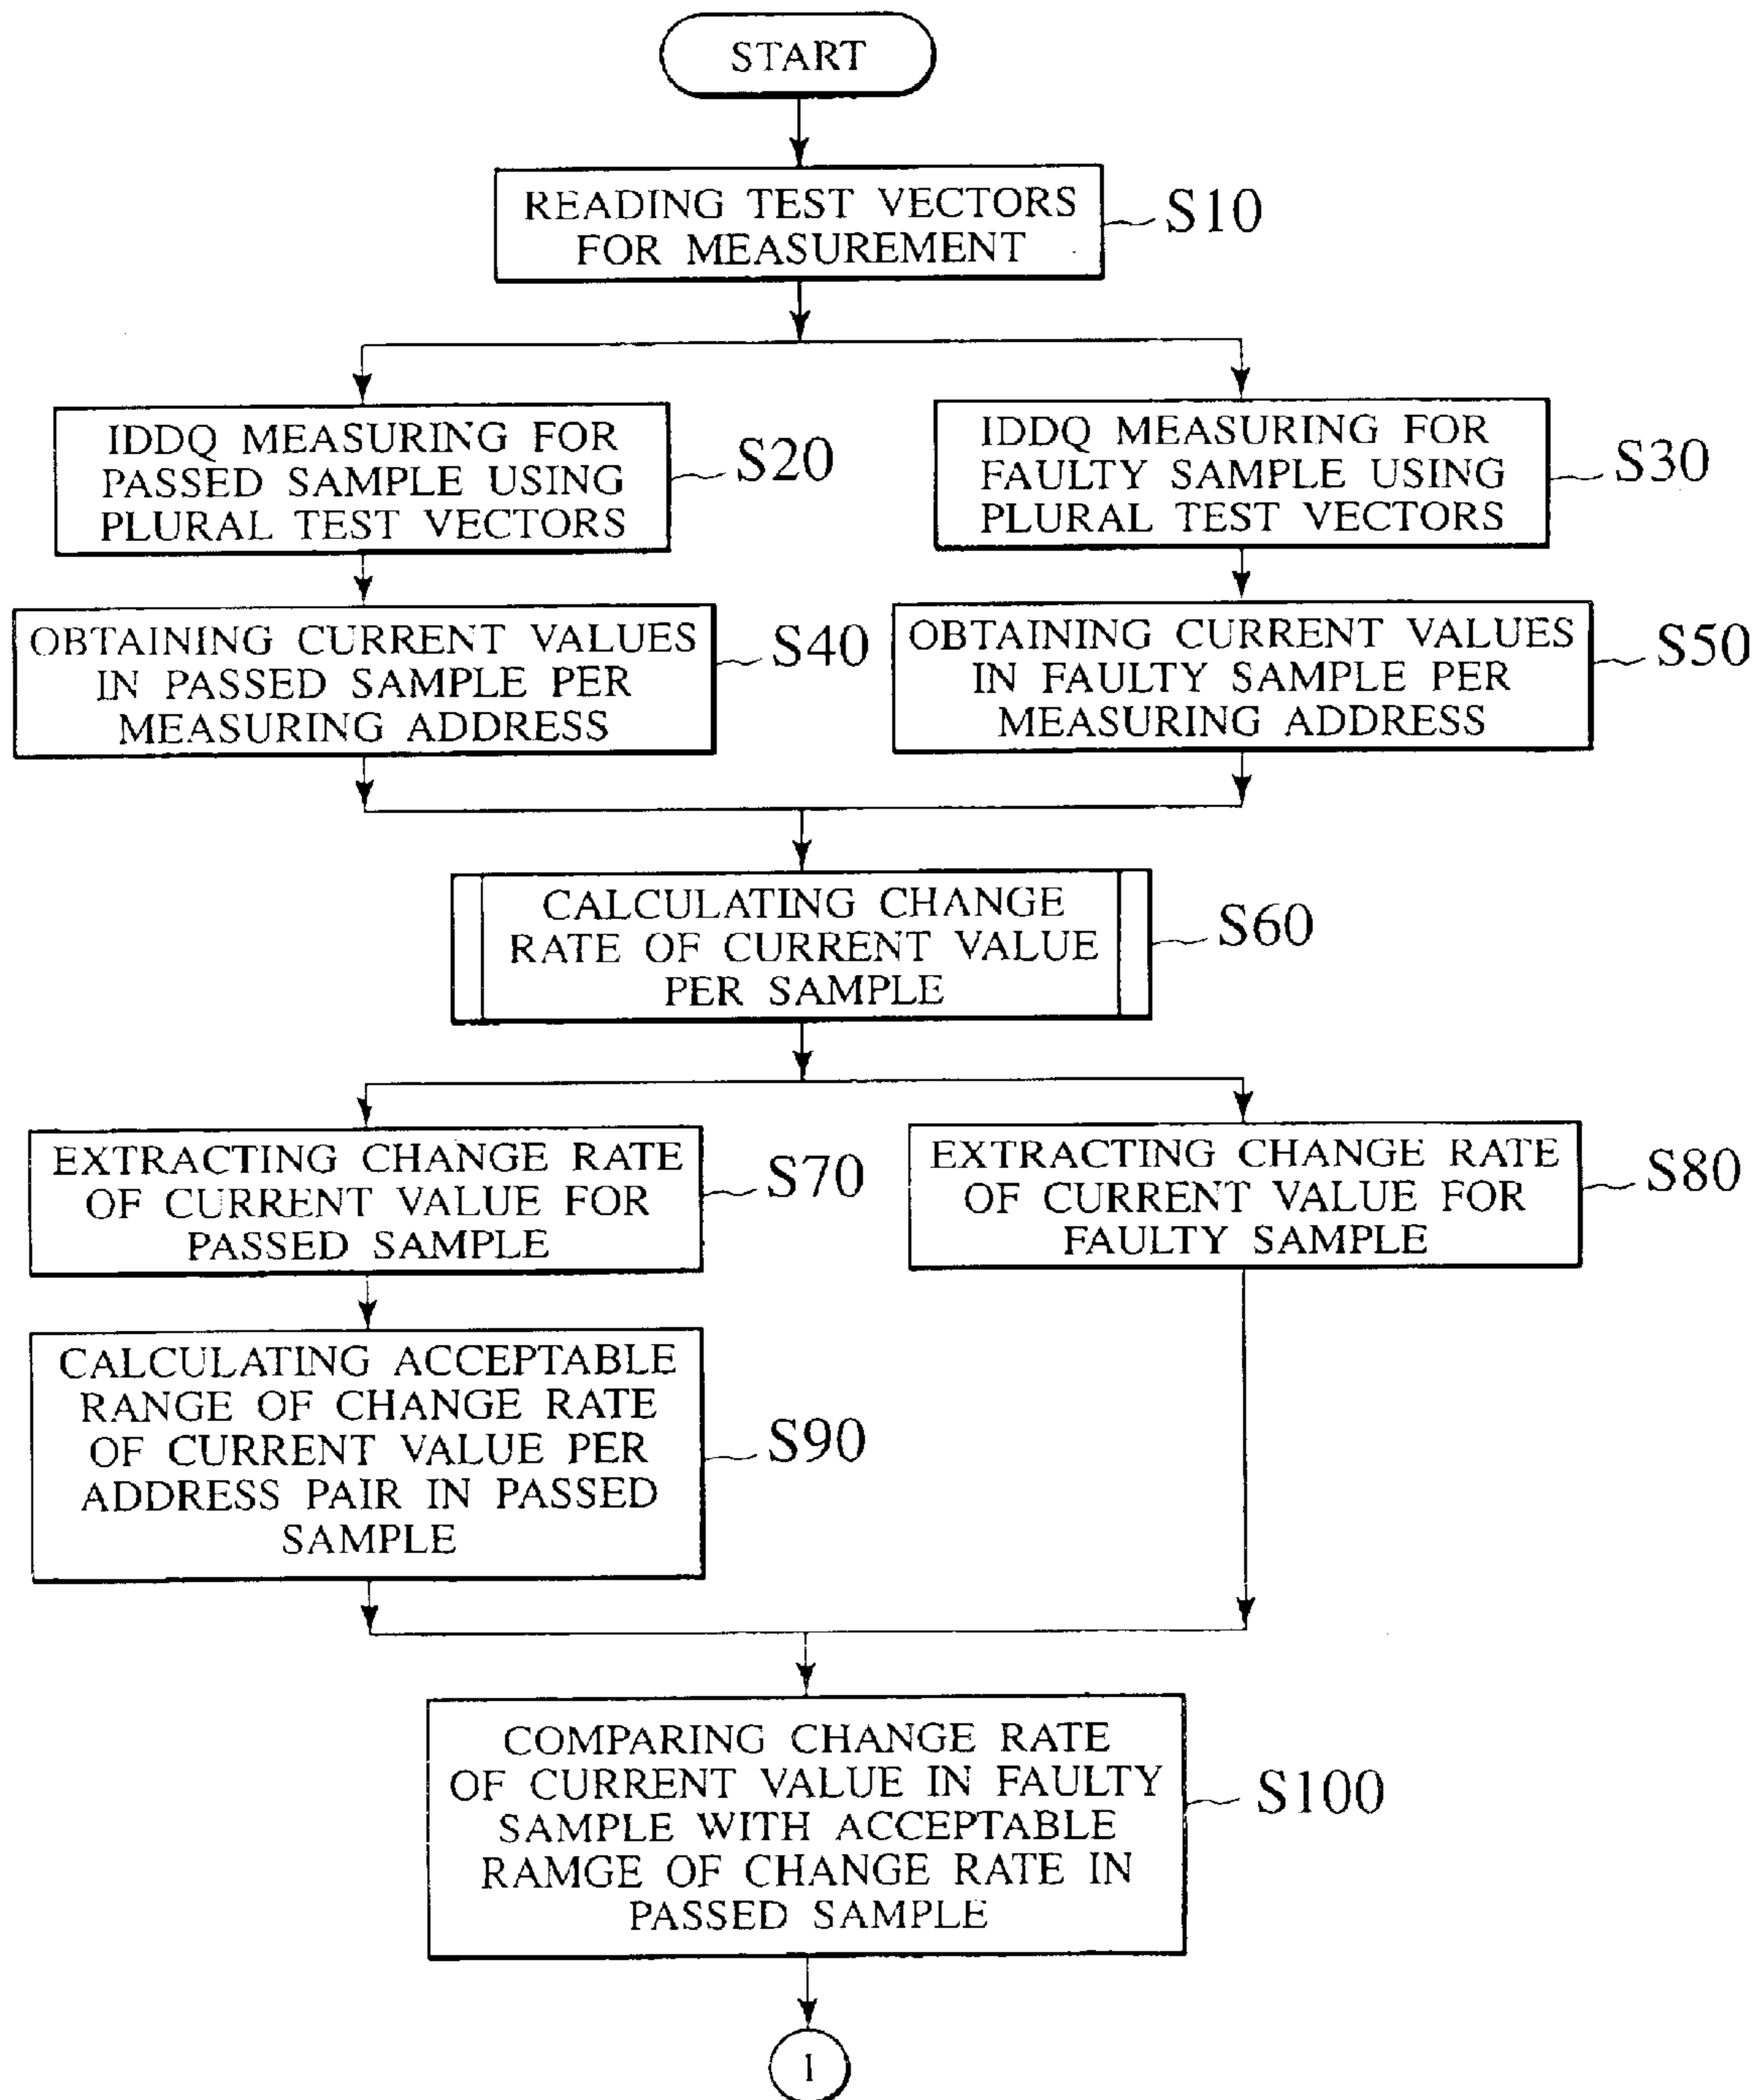 START
READING TEST VECTORS
FOR MEASUREMENT
S10
IDDQ MEASURING FOR
PASSED SAMPLE USING
PLURAL TEST VECTORS
S20
IDDQ MEASURING FOR
FAULTY SAMPLE USING
PLURAL TEST VECTORS
S30
OBTAINING CURRENT VALUES
IN PASSED SAMPLE PER
MEASURING ADDRESS
S40
OBTAINING CURRENT VALUES
IN FAULTY SAMPLE PER
MEASURING ADDRESS
S50
CALCULATING CHANGE
RATE OF CURRENT VALUE
PER SAMPLE
S60
EXTRACTING CHANGE RATE
OF CURRENT VALUE FOR
PASSED SAMPLE
S70
EXTRACTING CHANGE RATE
OF CURRENT VALUE FOR
FAULTY SAMPLE
S80
CALCULATING ACCEPTABLE
RANGE OF CHANGE RATE
OF CURRENT VALUE PER
ADDRESS PAIR IN PASSED
SAMPLE
S90
COMPARING CHANGE RATE
OF CURRENT VALUE IN FAULTY
SAMPLE WITH ACCEPTABLE
RAMGE OF CHANGE RATE IN
PASSED SAMPLE
S100
1